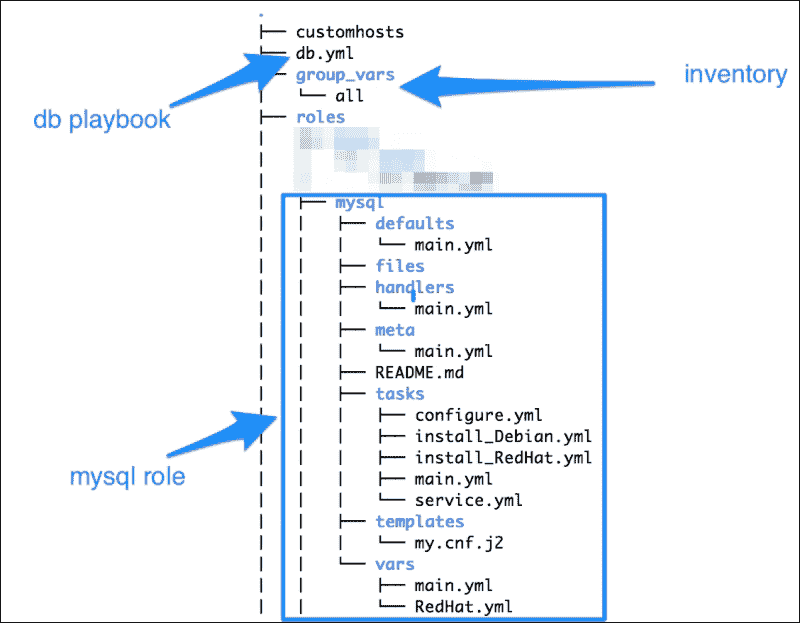 customhosts
db.yml
group_vars
inventory
all
db playbook
roles
mysql
defaults
main.yml
files
handlers
main.yml
meta
main.yml
README.md
tasks
configure.yml
install_Debian.yml
install_RedHat.yml
mysql role
main.yml
service.yml
templates
my.cnf.j2
vars
main.yml
RedHat.yml